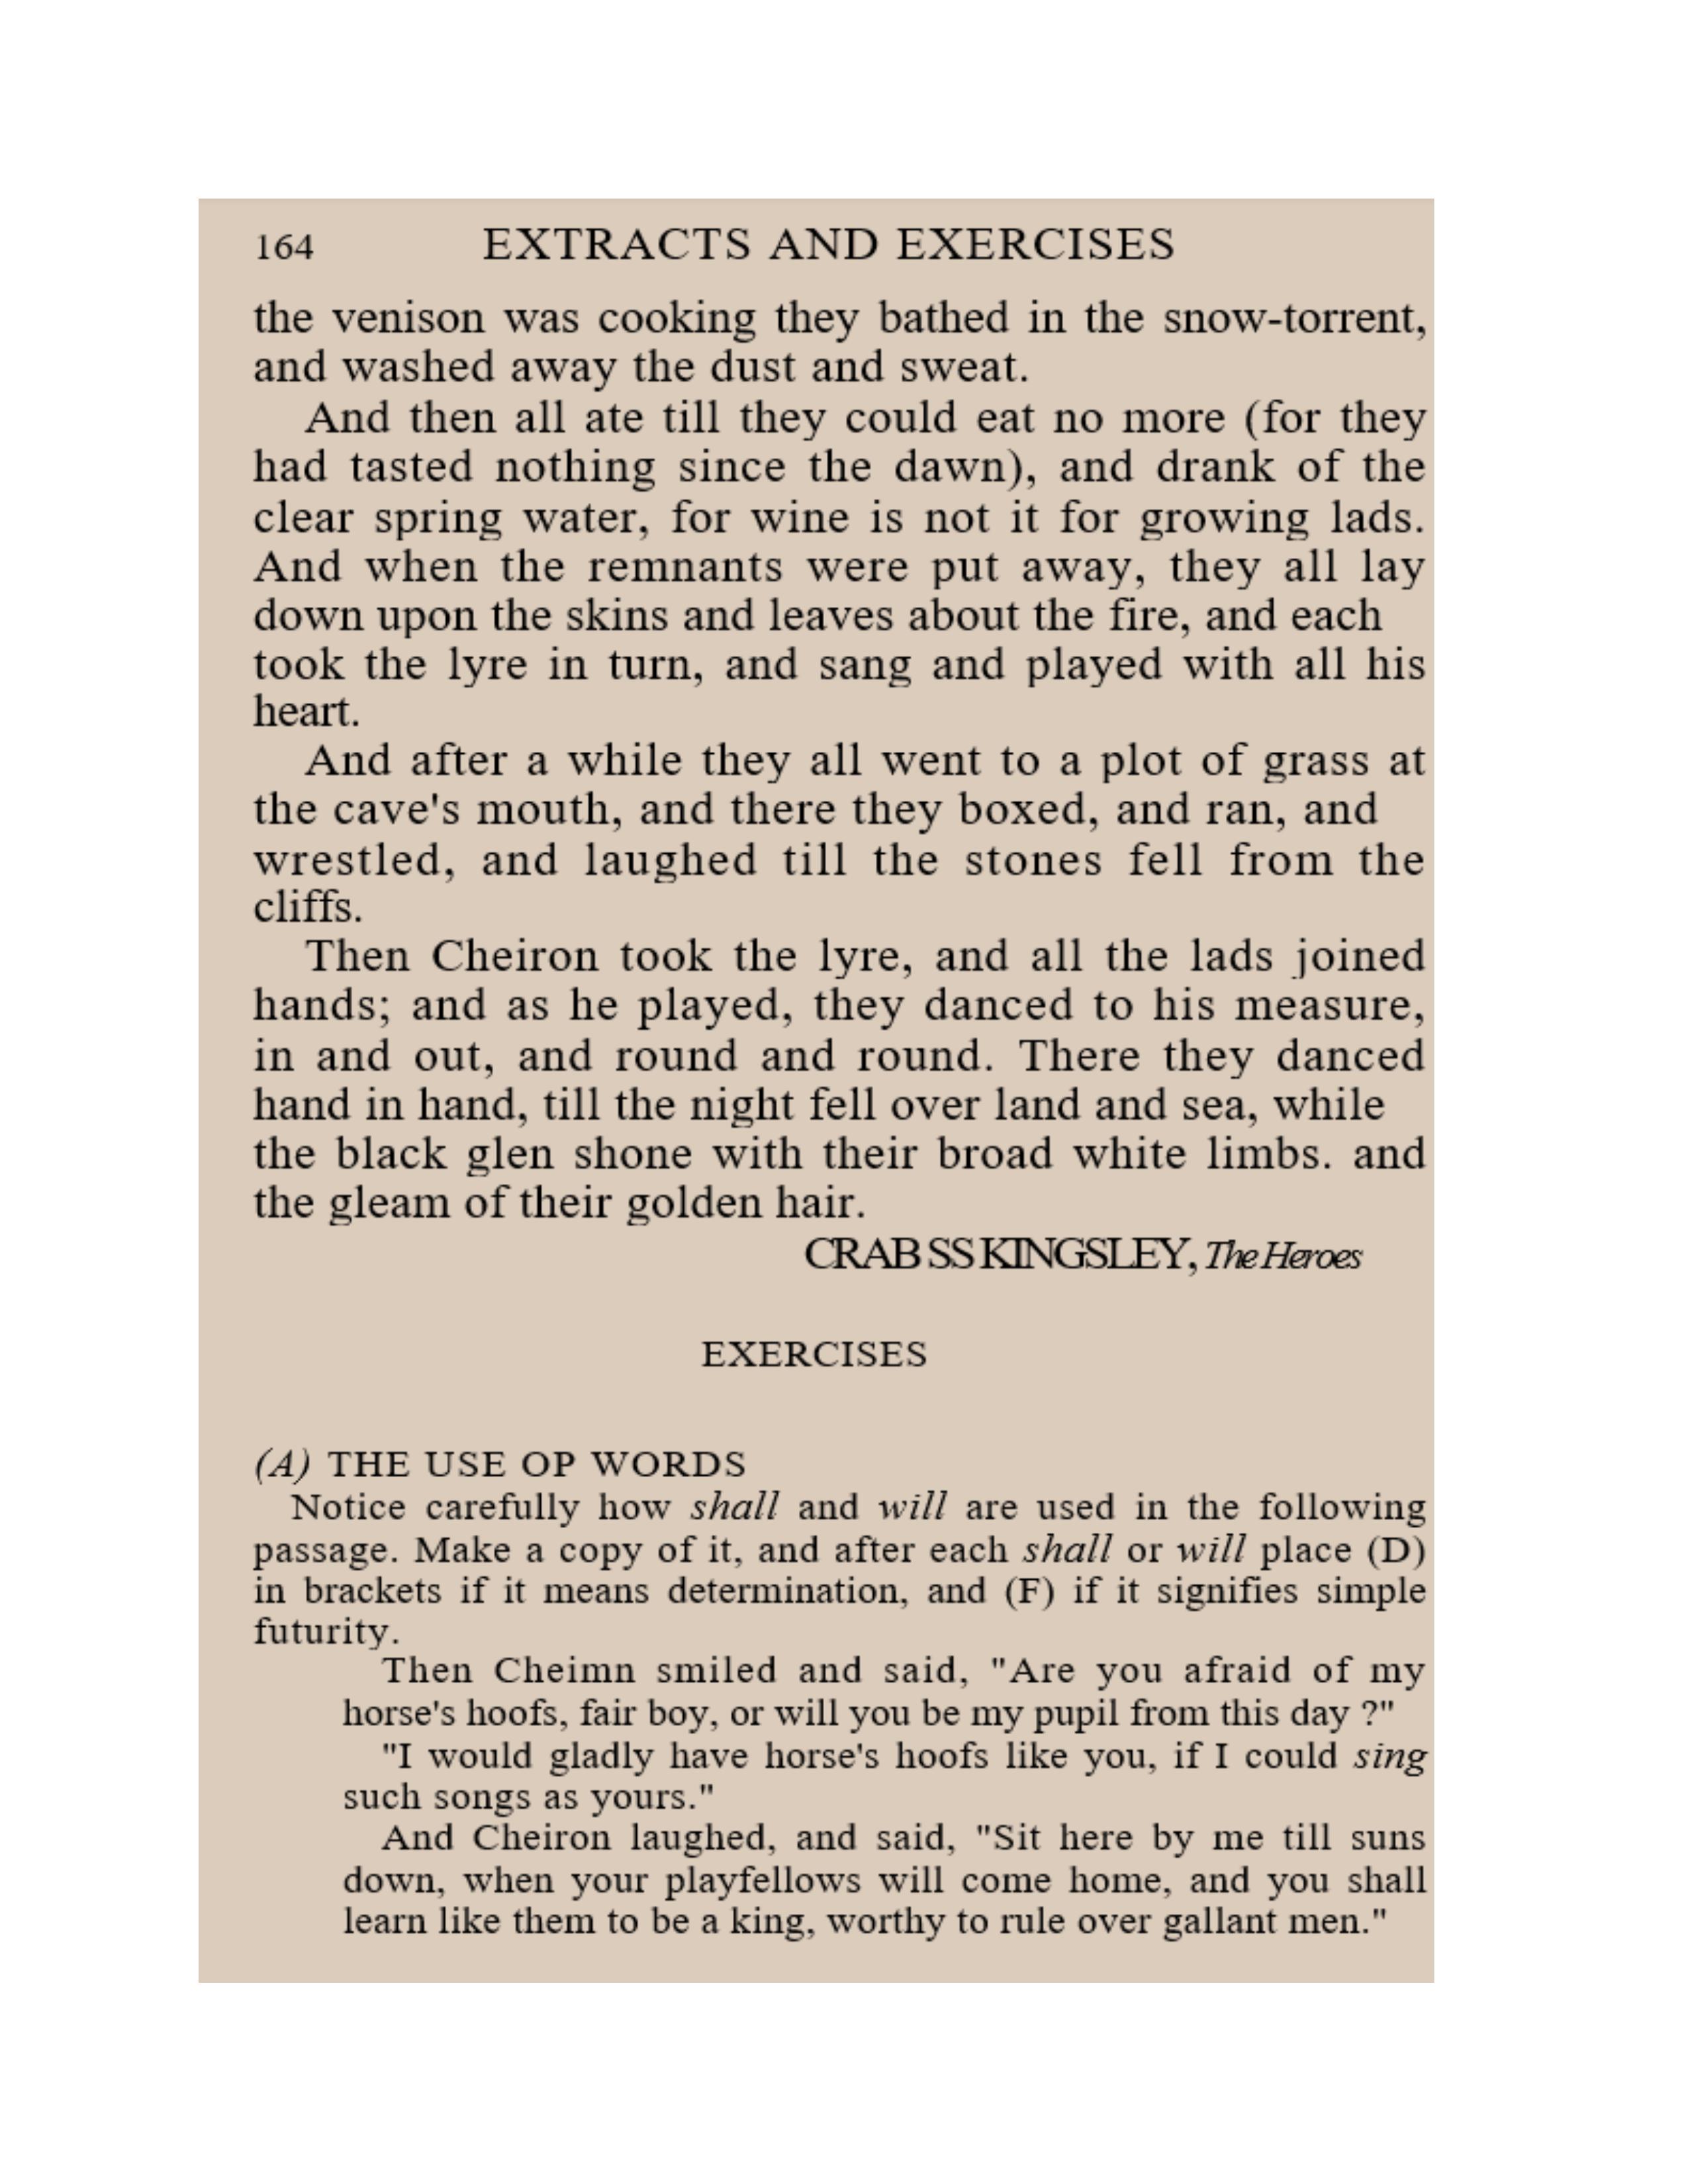 164 EXTRACTS AND EXERCISES
the venison was cooking they bathed in the snow-torrent,
and washed away the dust and sweat.
And then all ate till they could eat no more (for they
had tasted nothing since the dawn), and drank of the
clear spring water, for wine is not it for growing lads.
And when the remnants were put away, they all lay
down upon the skins and leaves about the fire, and each
took the lyre in turn, and sang and played with all his
heart.
And after a while they all went to a plot of grass at
the cave's mouth, and there they boxed, and ran, and
wrestled, and laughed till the stones fell from the
cliffs.
Then Cheiron took the lyre, and all the lads joined
hands; and as he played, they danced to his measure,
in and out, and round and round. There they danced
hand in hand, till the night fell over land and sea, while
the black glen shone with their broad white limbs. and
the gleam of their golden hair.
CRABSS KINGSLEY, The Heroes
EXERCISES
(A) THE USE OP WORDS
Notice carefully how shall and will are used in the following
passage. Make a copy of it, and after each shall or will place (D)
in brackets if it means determination, and (F) if it signifies simple
futurity.
Then Cheimn smiled and said, "Are you afraid of my
horse's hoofs, fair boy, or will you be my pupil from this day ?"
"I would gladly have horse's hoofs like you, if I could sing
such songs as yours."
And Cheiron laughed, and said, "Sit here by me till suns
down, when your playfellows will come home, and you shall
learn like them to be a king, worthy to rule over gallant men."